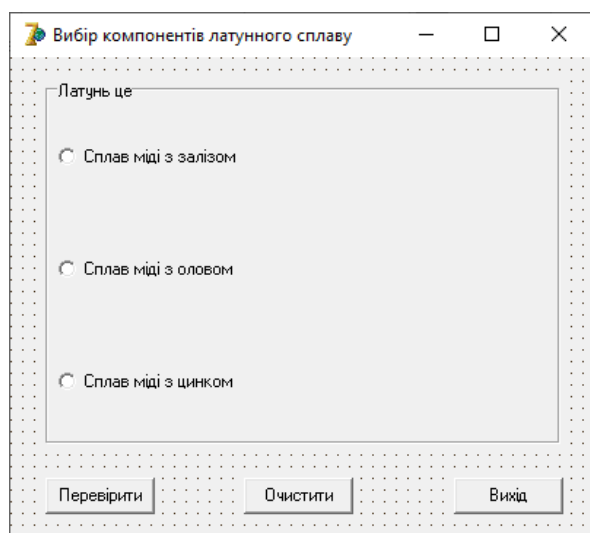 Вибір компонентів латунного сплаву
Латунь це
Сплав міді з залізом
Сплав міді з оловом
Сплав міді з цинком
Перевірити Очистити Вихід